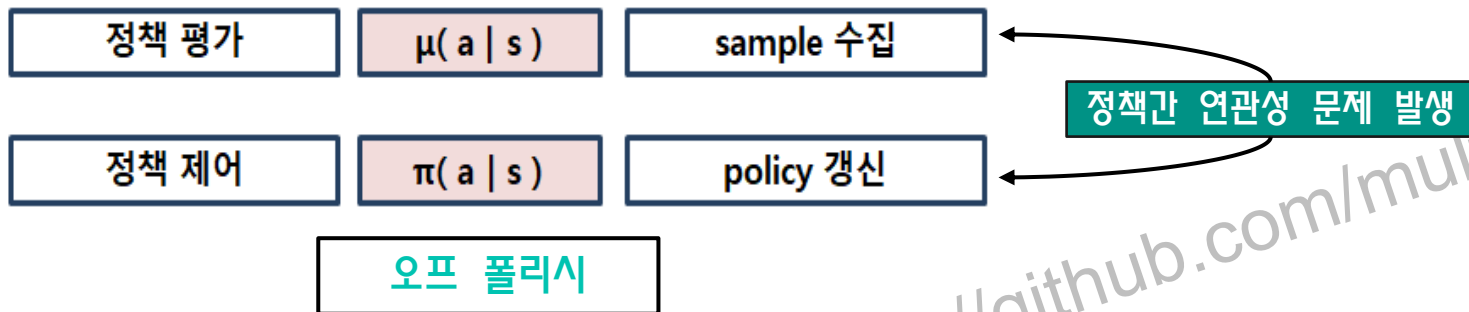 정책 평가 μ( a | s ) sample 수집
정책간 연관성 문제 발생
정책 제어 π( a | s ) policy 갱신
오프 폴리시
//github.com/mul